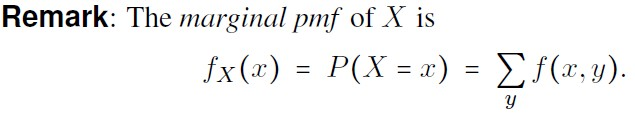 Remark: The marginal pmf of X is
f_X(x) = P(X = x) = ∑_y f(x, y).